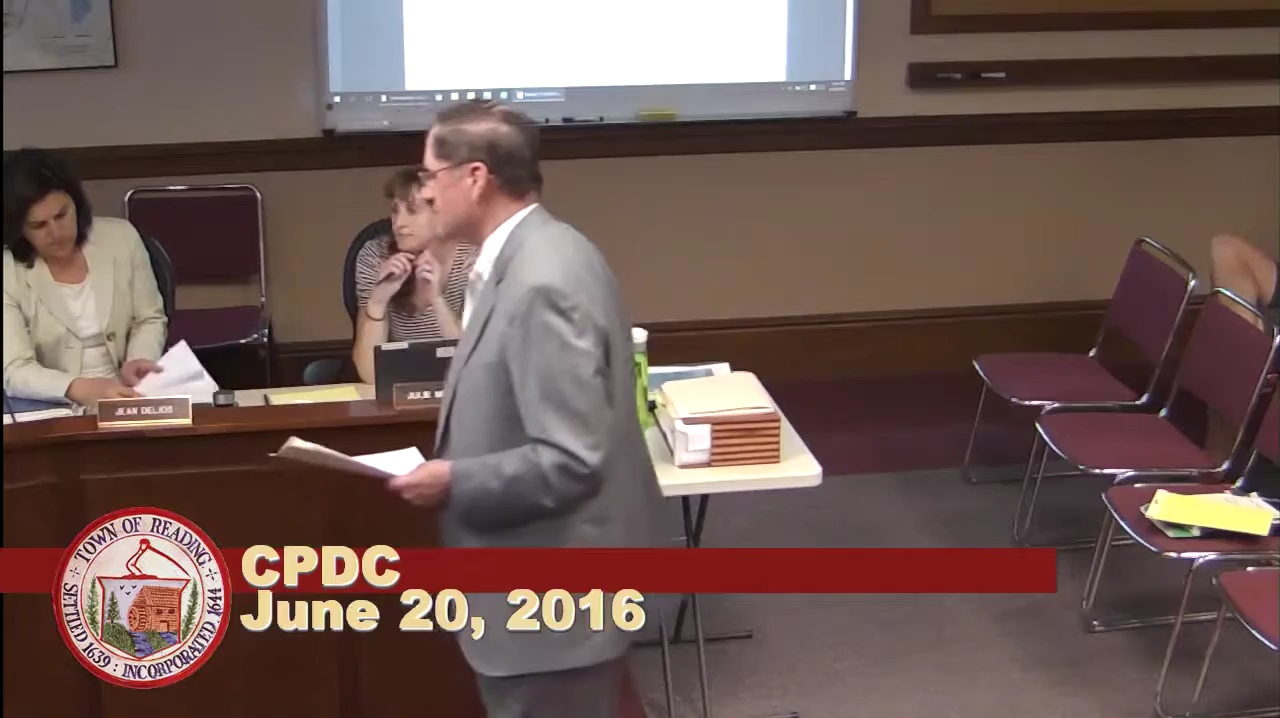 JEAN DELIOS
JULIE M
TOWN OF READING
SETTLED 1639 : INCORPORATED 1644
CPDC
June 20, 2016